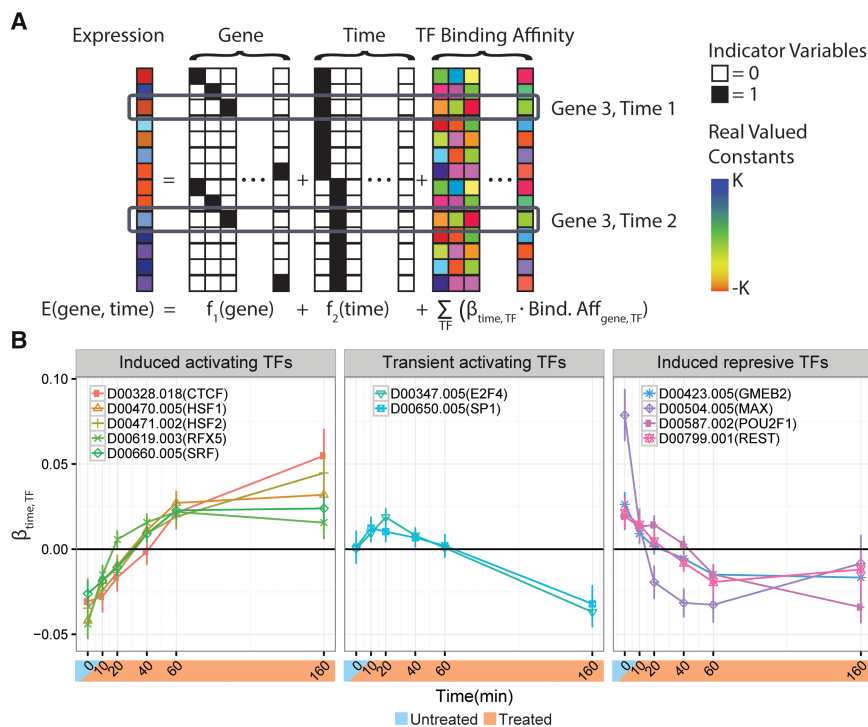 A
Expression
Gene
Time
TF Binding Affinity
Indicator Variables
= 0
= 1
Gene 3, Time 1
Real Valued
Constants
K
-K
= ... + ... + ...
Gene 3, Time 2
E(gene, time) = f1(gene) + f2(time) + ∑TF (βtime, TF · Bind. Affgene, TF)
B
Induced activating TFs
Transient activating TFs
Induced represive TFs
D00328.018(CTCF)
D00470.005(HSF1)
D00471.002(HSF2)
D00619.003(RFX5)
D00660.005(SRF)
D00347.005(E2F4)
D00650.005(SP1)
D00423.005(GMEB2)
D00504.005(MAX)
D00587.002(POU2F1)
D00799.001(REST)
βtime, TF
0.10
0.05
0.00
−0.05
0 10 20 40 60 160
0 10 20 40 60 160
0 10 20 40 60 160
Time(min)
Untreated Treated